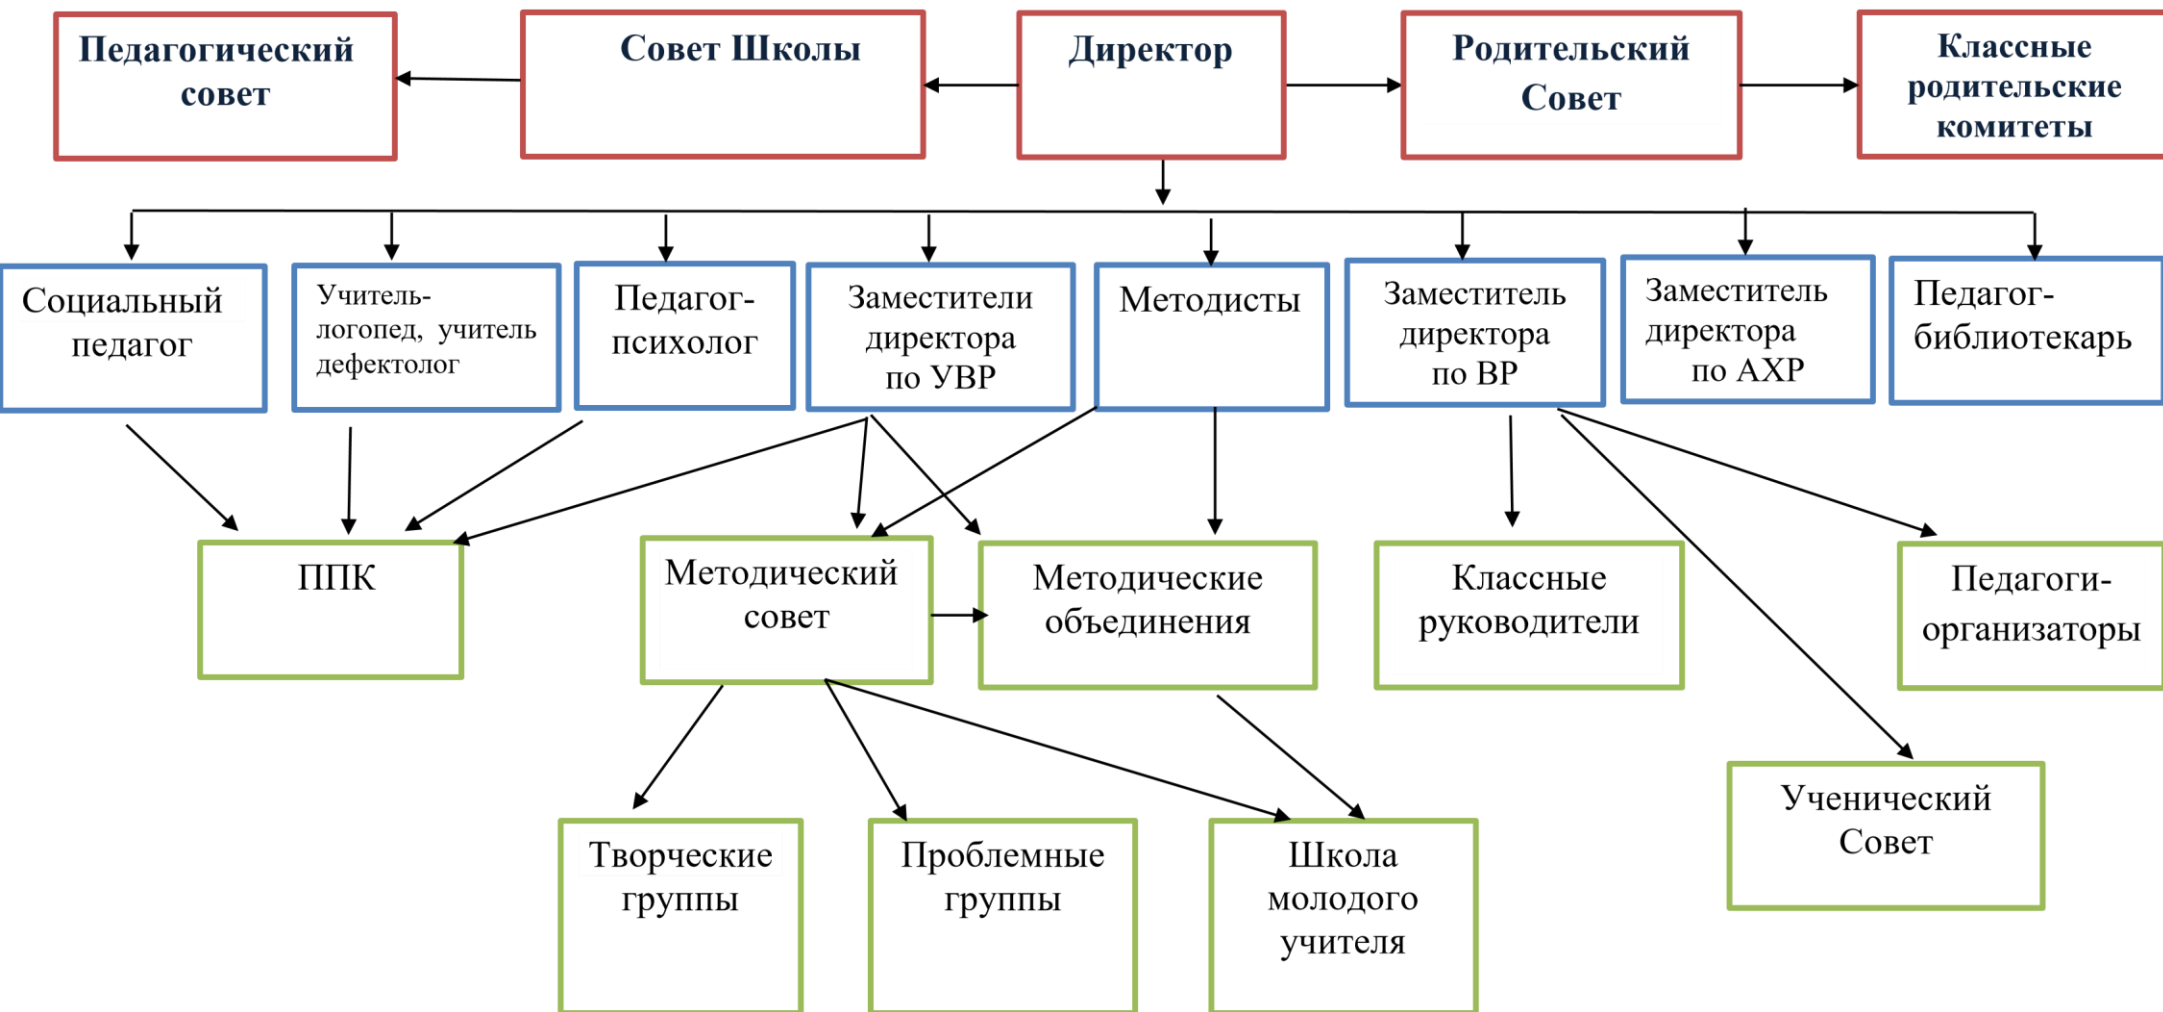 Педагогический
совет
Совет Школы
Директор
Родительский
Совет
Классные
родительские
комитеты
Социальный
педагог
Учитель-
логопед, учитель
дефектолог
Педагог-
психолог
Заместители
директора
по УВР
Методисты
Заместитель
директора
по ВР
Заместитель
директора
по АХР
Педагог-
библиотекарь
ППК
Методический
совет
Методические
объединения
Классные
руководители
Педагоги-
организаторы
Творческие
группы
Проблемные
группы
Школа
молодого
учителя
Ученический
Совет